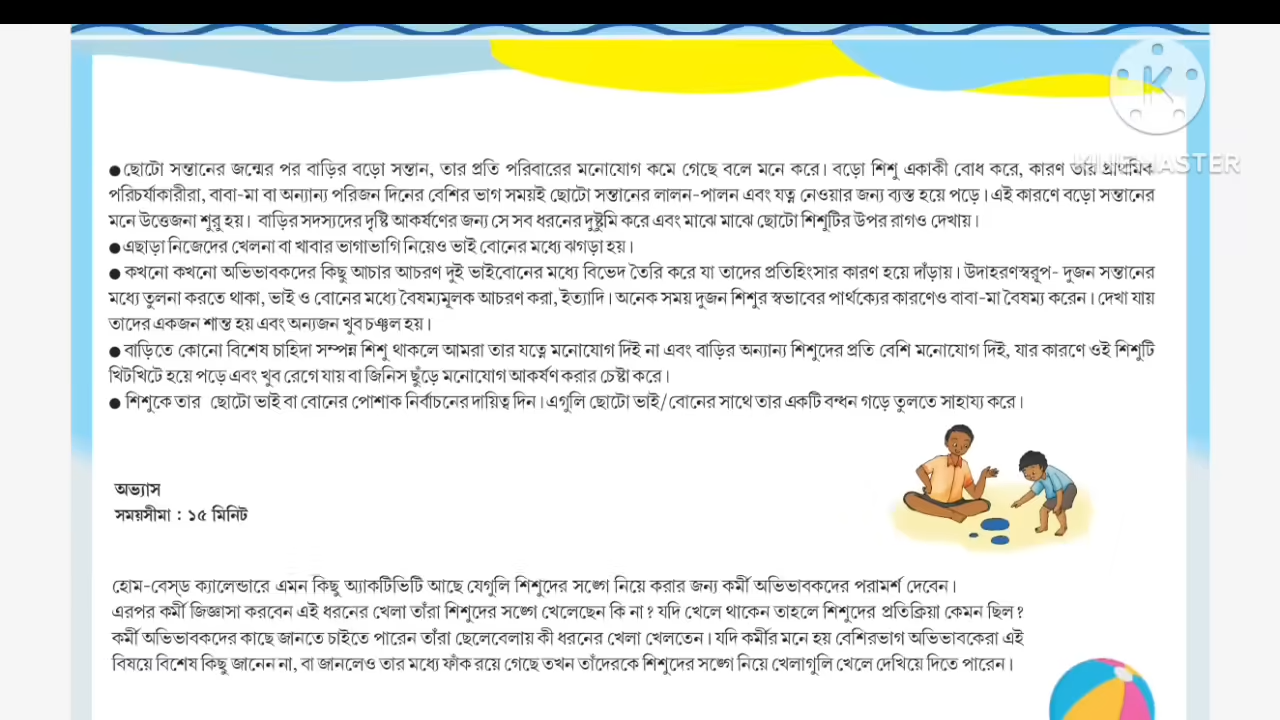 K
KINEMASTER
●ছোটো সন্তানের জন্মের পর বাড়ির বড়ো সন্তান, তার প্রতি পরিবারের মনোযোগ কমে গেছে বলে মনে করে। বড়ো শিশু একাকী বোধ করে, কারণ তার প্রাথমিক
পরিচর্যাকারীরা, বাবা-মা বা অন্যান্য পরিজন দিনের বেশির ভাগ সময়ই ছোটো সন্তানের লালন-পালন এবং যত্ন নেওয়ার জন্য ব্যস্ত হয়ে পড়ে। এই কারণে বড়ো সন্তানের
মনে উত্তেজনা শুরু হয়। বাড়ির সদস্যদের দৃষ্টি আকর্ষণের জন্য সে সব ধরনের দুষ্টুমি করে এবং মাঝে মাঝে ছোটো শিশুটির উপর রাগও দেখায়।
●এছাড়া নিজেদের খেলনা বা খাবার ভাগাভাগি নিয়েও ভাই বোনের মধ্যে ঝগড়া হয়।
● কখনো কখনো অভিভাবকদের কিছু আচার আচরণ দুই ভাইবোনের মধ্যে বিভেদ তৈরি করে যা তাদের প্রতিহিংসার কারণ হয়ে দাঁড়ায়। উদাহরণস্বরূপ- দুজন সন্তানের
মধ্যে তুলনা করতে থাকা, ভাই ও বোনের মধ্যে বৈষম্যমূলক আচরণ করা, ইত্যাদি। অনেক সময় দুজন শিশুর স্বভাবের পার্থক্যের কারণেও বাবা-মা বৈষম্য করেন। দেখা যায়
তাদের একজন শান্ত হয় এবং অন্যজন খুব চঞ্চল হয়।
● বাড়িতে কোনো বিশেষ চাহিদা সম্পন্ন শিশু থাকলে আমরা তার যত্নে মনোযোগ দিই না এবং বাড়ির অন্যান্য শিশুদের প্রতি বেশি মনোযোগ দিই, যার কারণে ওই শিশুটি
খিটখিটে হয়ে পড়ে এবং খুব রেগে যায় বা জিনিস ছুঁড়ে মনোযোগ আকর্ষণ করার চেষ্টা করে।
● শিশুকে তার ছোটো ভাই বা বোনের পোশাক নির্বাচনের দায়িত্ব দিন। এগুলি ছোটো ভাই/বোনের সাথে তার একটি বন্ধন গড়ে তুলতে সাহায্য করে।
অভ্যাস
সময়সীমা : ১৫ মিনিট
হোম-বেস্‌ড ক্যালেন্ডারে এমন কিছু অ্যাকটিভিটি আছে যেগুলি শিশুদের সঙ্গে নিয়ে করার জন্য কর্মী অভিভাবকদের পরামর্শ দেবেন।
এরপর কর্মী জিজ্ঞাসা করবেন এই ধরনের খেলা তাঁরা শিশুদের সঙ্গে খেলেছেন কি না? যদি খেলে থাকেন তাহলে শিশুদের প্রতিক্রিয়া কেমন ছিল?
কর্মী অভিভাবকদের কাছে জানতে চাইতে পারেন তাঁরা ছেলেবেলায় কী ধরনের খেলা খেলতেন। যদি কর্মীর মনে হয় বেশিরভাগ অভিভাবকেরা এই
বিষয়ে বিশেষ কিছু জানেন না, বা জানলেও তার মধ্যে ফাঁক রয়ে গেছে তখন তাঁদেরকে শিশুদের সঙ্গে নিয়ে খেলাগুলি খেলে দেখিয়ে দিতে পারেন।